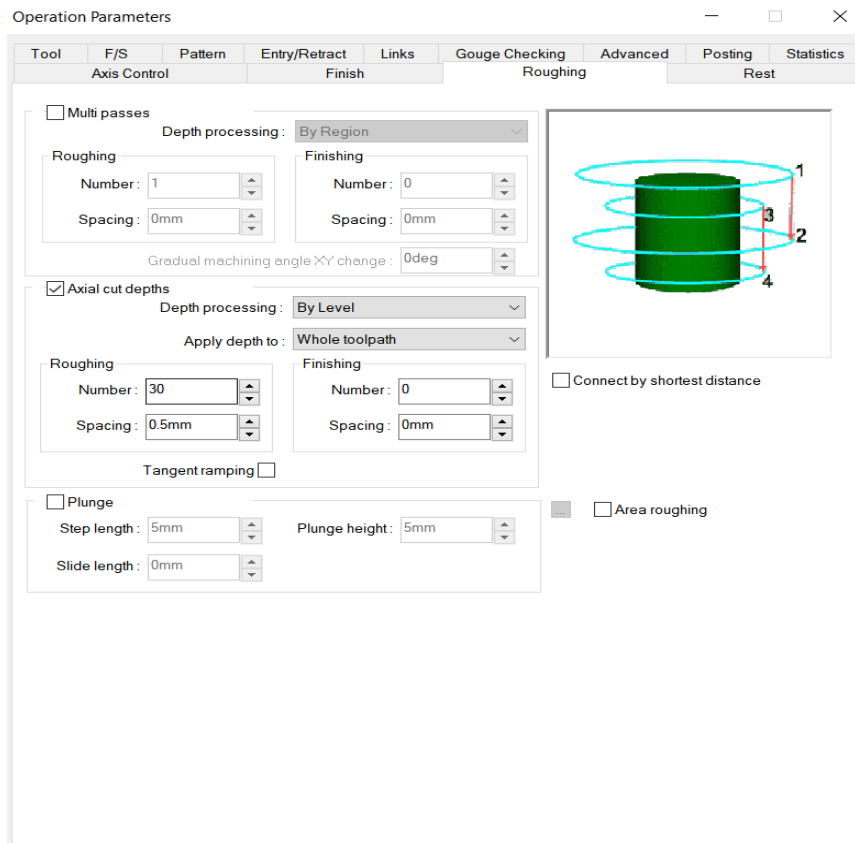 Operation Parameters
Tool F/S Pattern Entry/Retract Links Gouge Checking Advanced Posting Statistics
Axis Control Finish Roughing Rest
Multi passes
Depth processing : By Region
Roughing Finishing
Number : 1 Number : 0
Spacing : 0mm Spacing : 0mm
Gradual machining angle XY change : 0deg
1
3
2
4
Axial cut depths
Depth processing : By Level
Apply depth to : Whole toolpath
Roughing Finishing
Number : 30 Number : 0
Spacing : 0.5mm Spacing : 0mm
Tangent ramping
Connect by shortest distance
Plunge
Step length : 5mm Plunge height : 5mm
Slide length : 0mm
... Area roughing